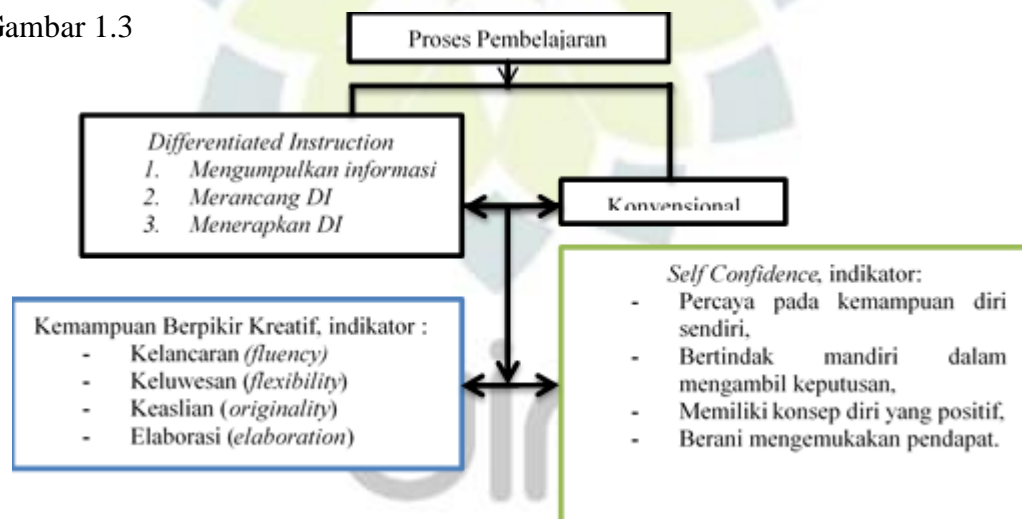 Gambar 1.3
Proses Pembelajaran
Differentiated Instruction
1. Mengumpulkan informasi
2. Merancang DI
3. Menerapkan DI
Konvensional
Kemampuan Berpikir Kreatif, indikator :
- Kelancaran (fluency)
- Keluwesan (flexibility)
- Keaslian (originality)
- Elaborasi (elaboration)
Self Confidence, indikator:
- Percaya pada kemampuan diri
sendiri,
- Bertindak mandiri dalam
mengambil keputusan,
- Memiliki konsep diri yang positif,
- Berani mengemukakan pendapat.